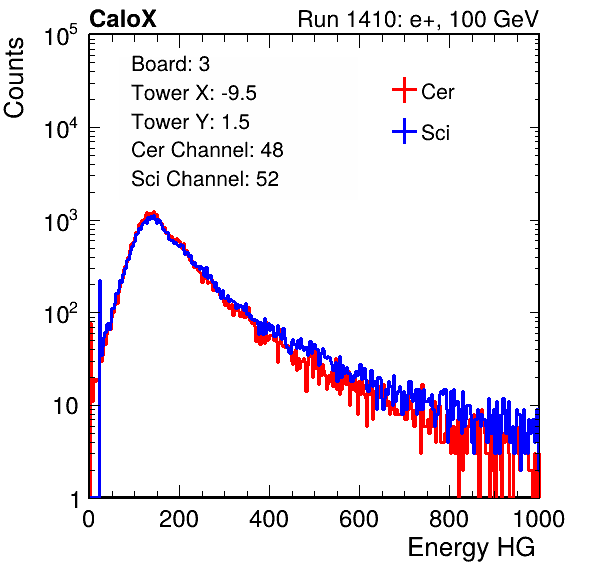 CaloX Run 1410: e+, 100 GeV
Counts
Board: 3
Tower X: -9.5
Tower Y: 1.5
Cer Channel: 48
Sci Channel: 52
Cer
Sci
10^5
10^4
10^3
10^2
10
1
0 200 400 600 800 1000
Energy HG